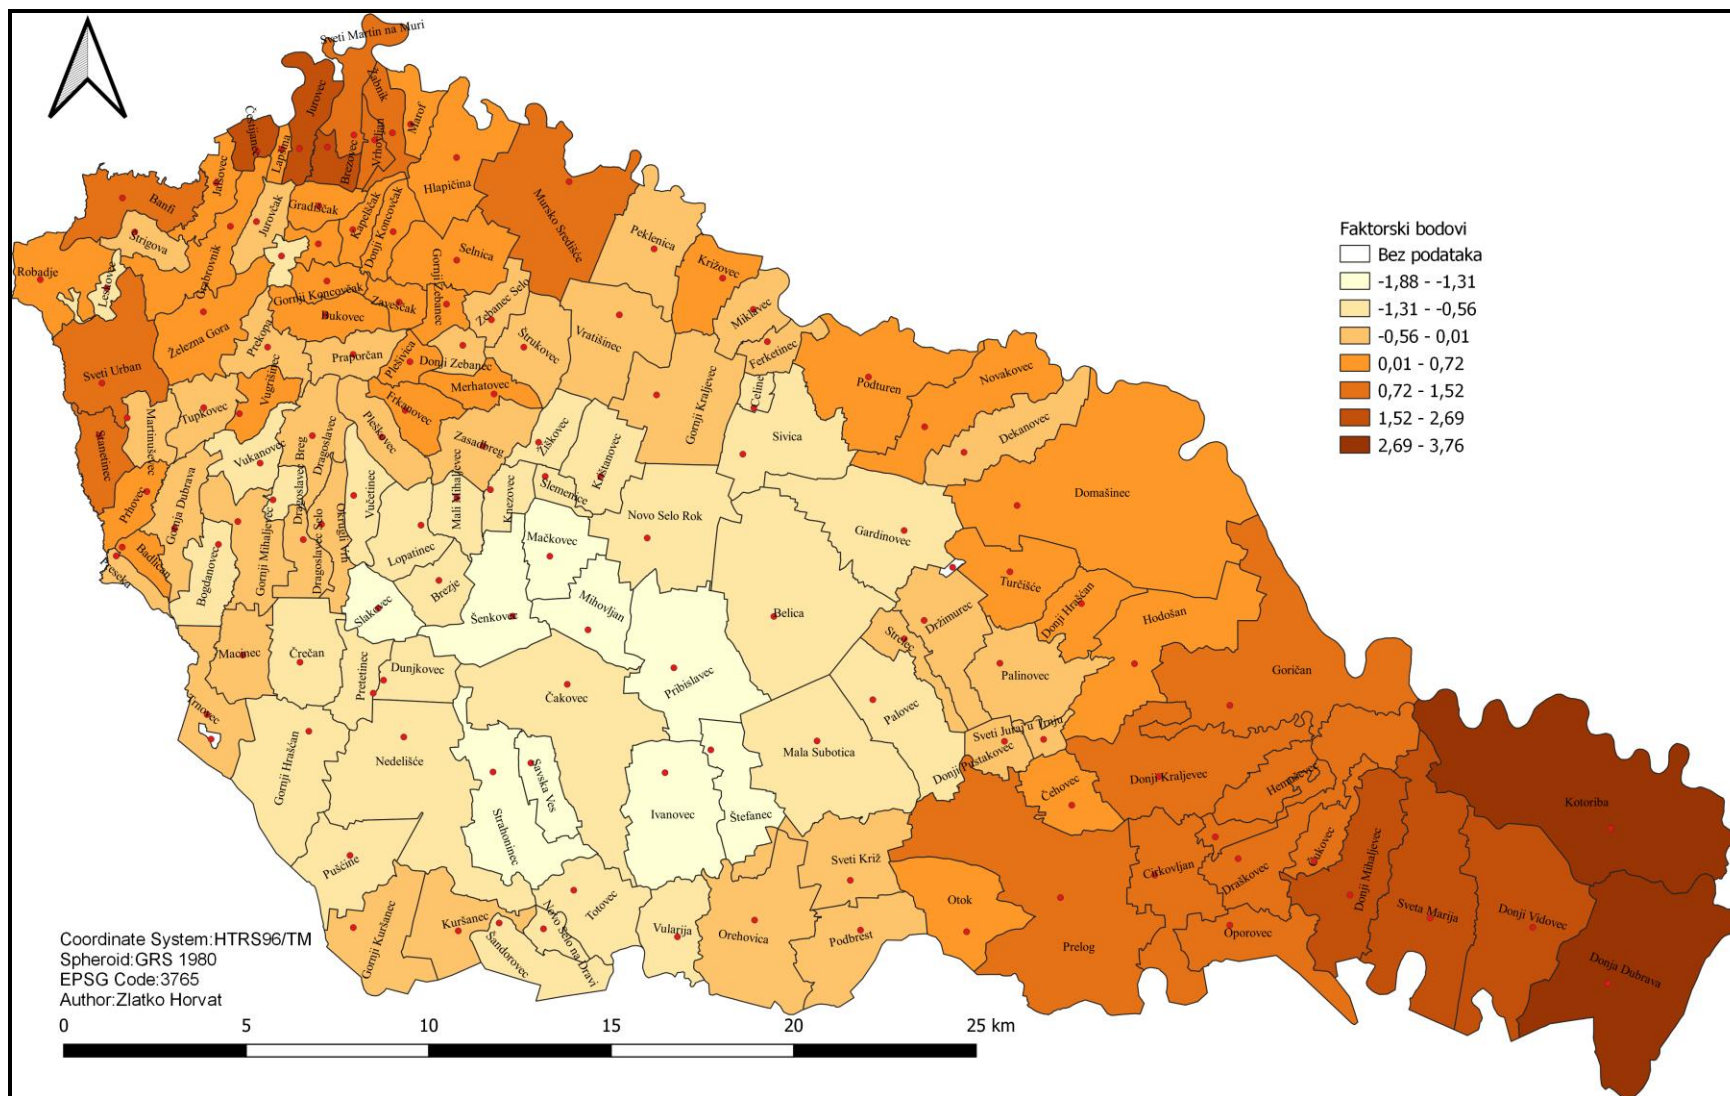 Sveti Martin na Muri
Žabnik
Jurovec
Čestijanec
Lapšina
Brezovec
Vrhovljan
Marof
Hlapičina
Mursko Središće
Jalšovec
Banfi
Štrigova
Jurovčak
Gradiščak
Kapelščak
Donji Koncovčak
Selnica
Peklenica
Križovec
Robadje
Leskovec
Grabrovnik
Gornji Koncovčak
Zaveščak
Gornji Zebanec
Zebanec Selo
Bukovec
Miklavec
Železna Gora
Prekopa
Praporčan
Plešivica
Donji Zebanec
Štrukovec
Vratišinec
Ferketinec
Sveti Urban
Vugrišinec
Merhatovec
Frkanovec
Gornji Kraljevec
Celine
Podturen
Novakovec
Stanetinec
Martinuševec
Tupkovec
Vukanovec
Dragoslavec Breg
Dragoslavec
Pleškovec
Zasadbreg
Žiškovec
Krištanovec
Sivica
Dekanovec
Prhovec
Gornja Dubrava
Gornji Mihaljevec
Dragoslavec Selo
Okrugli Vrh
Vučetinec
Lopatinec
Mali Mihaljevec
Knezovec
Slemenice
Novo Selo Rok
Gardinovec
Domašinec
Badličan
Preseka
Bogdanovec
Mačkovec
Brezje
Turčišće
Slakovec
Šenkovec
Mihovljan
Belica
Držimurec
Strelec
Donji Hrašćan
Hodošan
Macinec
Črečan
Pretetinec
Dunjkovec
Čakovec
Pribislavec
Palovec
Palinovec
Goričan
Trnovec
Gornji Hrašćan
Nedelišće
Savska Ves
Strahoninec
Ivanovec
Štefanec
Mala Subotica
Sveti Juraj u Trnju
Donji Pustakovec
Čehovec
Donji Kraljevec
Hemuševec
Kotoriba
Pušćine
Sveti Križ
Cirkovljan
Draškovec
Đukovec
Donji Mihaljevec
Gornji Kuršanec
Kuršanec
Šandorovec
Novo Selo na Dravi
Totovec
Vularija
Orehovica
Podbrest
Otok
Prelog
Oporovec
Sveta Marija
Donji Vidovec
Donja Dubrava
Faktorski bodovi
Bez podataka
-1,88 - -1,31
-1,31 - -0,56
-0,56 - 0,01
0,01 - 0,72
0,72 - 1,52
1,52 - 2,69
2,69 - 3,76
Coordinate System:HTRS96/TM
Spheroid:GRS 1980
EPSG Code:3765
Author:Zlatko Horvat
0 5 10 15 20 25 km